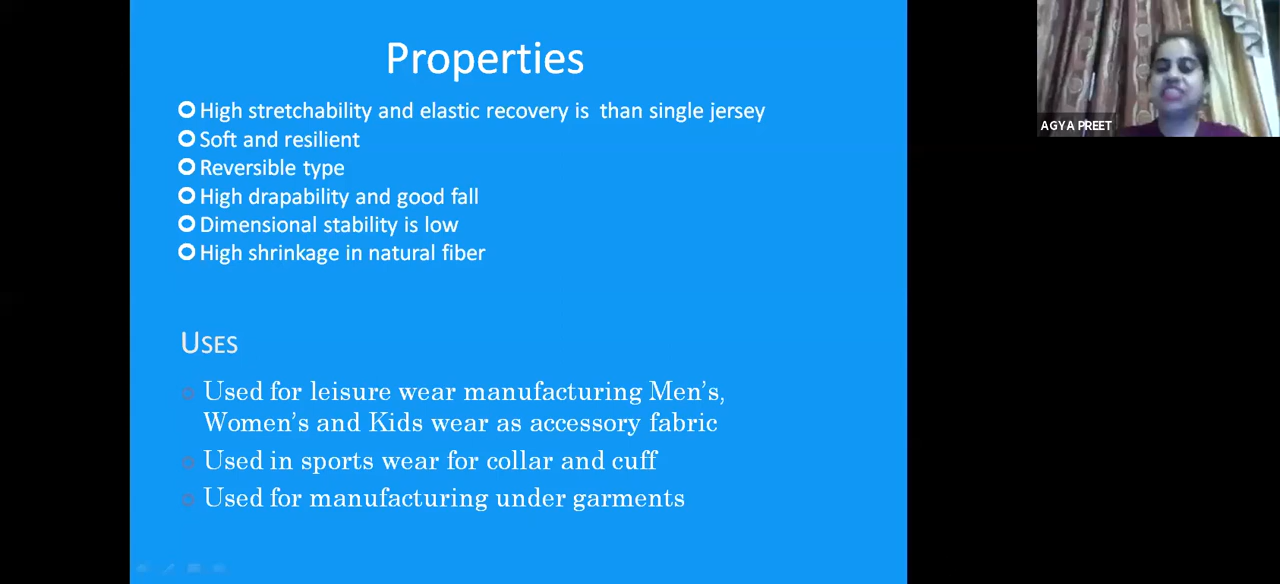 Properties
High stretchability and elastic recovery is than single jersey
Soft and resilient
Reversible type
High drapability and good fall
Dimensional stability is low
High shrinkage in natural fiber
USES
Used for leisure wear manufacturing Men's,
Women's and Kids wear as accessory fabric
Used in sports wear for collar and cuff
Used for manufacturing under garments
AGYA PREET